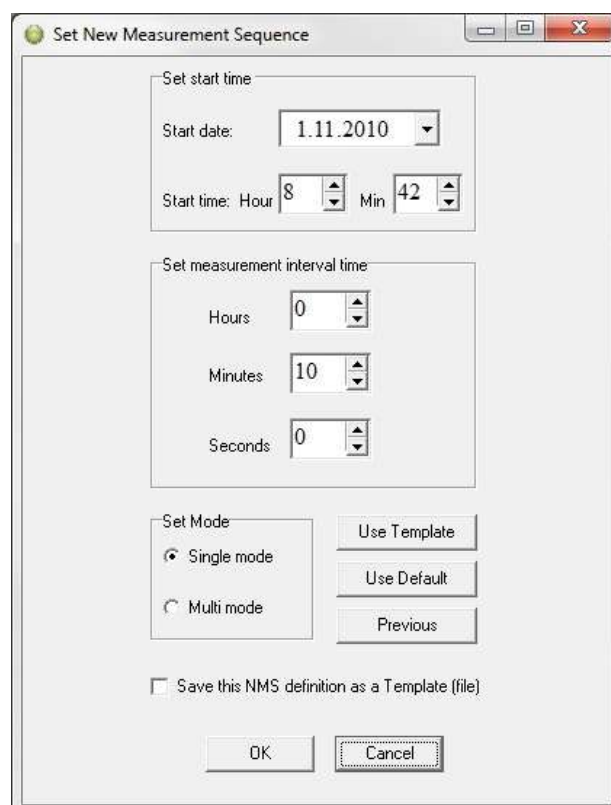 Set New Measurement Sequence
Set start time
Start date: 1.11.2010
Start time: Hour 8 Min 42
Set measurement interval time
Hours 0
Minutes 10
Seconds 0
Set Mode
Single mode
Multi mode
Use Template
Use Default
Previous
Save this NMS definition as a Template (file)
OK Cancel